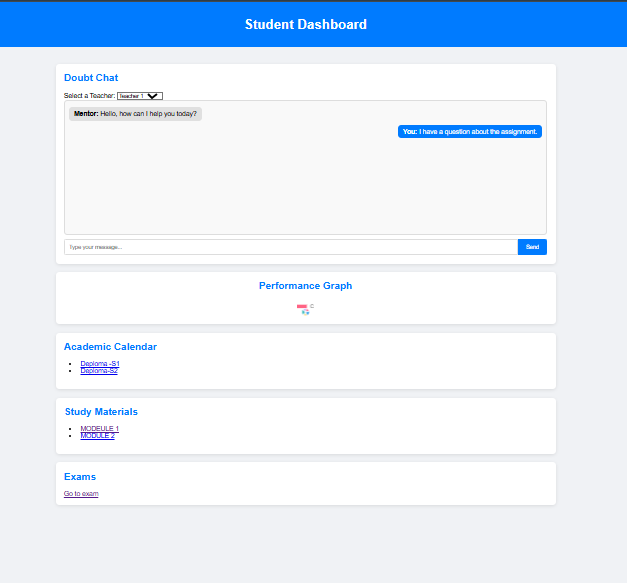 Student Dashboard
Doubt Chat
Select a Teacher: Teacher 1
Mentor: Hello, how can I help you today?
You: I have a question about the assignment.
Type your message...
Send
Performance Graph
Academic Calendar
Deploma -S1
Deploma-S2
Study Materials
MODEULE 1
MODULE 2
Exams
Go to exam